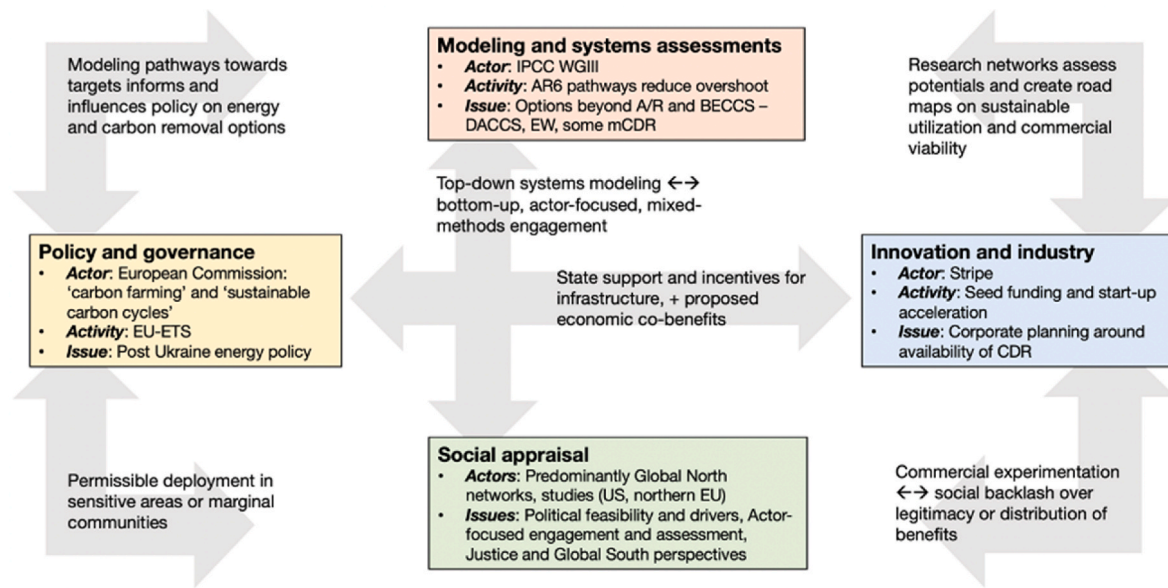 Modeling pathways towards
targets informs and
influences policy on energy
and carbon removal options
Modeling and systems assessments
• Actor: IPCC WGIII
• Activity: AR6 pathways reduce overshoot
• Issue: Options beyond A/R and BECCS –
DACCS, EW, some mCDR
Research networks assess
potentials and create road
maps on sustainable
utilization and commercial
viability
Top-down systems modeling ←→
bottom-up, actor-focused, mixed-
methods engagement
Policy and governance
• Actor: European Commission:
‘carbon farming’ and ‘sustainable
carbon cycles’
• Activity: EU-ETS
• Issue: Post Ukraine energy policy
State support and incentives for
infrastructure, + proposed
economic co-benefits
Innovation and industry
• Actor: Stripe
• Activity: Seed funding and start-up
acceleration
• Issue: Corporate planning around
availability of CDR
Permissible deployment in
sensitive areas or marginal
communities
Social appraisal
• Actors: Predominantly Global North
networks, studies (US, northern EU)
• Issues: Political feasibility and drivers, Actor-
focused engagement and assessment,
Justice and Global South perspectives
Commercial experimentation
←→ social backlash over
legitimacy or distribution of
benefits